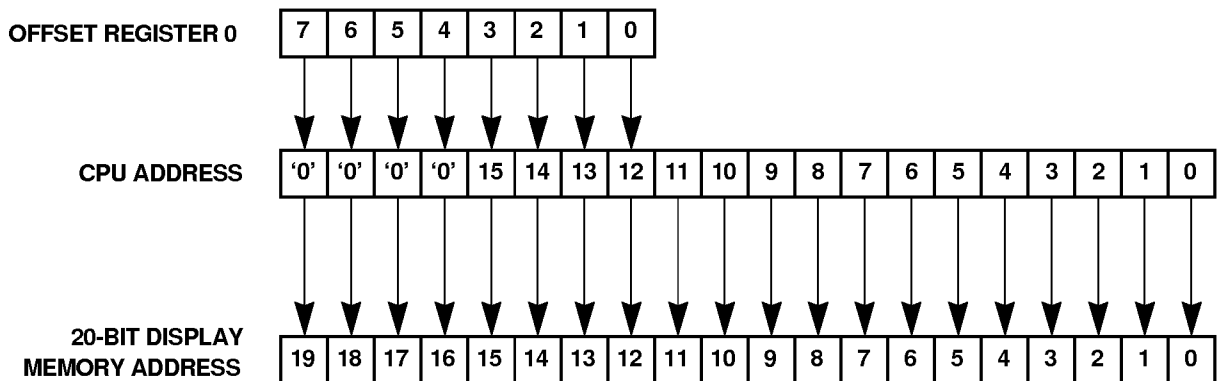 OFFSET REGISTER 0 7 6 5 4 3 2 1 0
CPU ADDRESS ‘0’ ‘0’ ‘0’ ‘0’ 15 14 13 12 11 10 9 8 7 6 5 4 3 2 1 0
20-BIT DISPLAY
MEMORY ADDRESS 19 18 17 16 15 14 13 12 11 10 9 8 7 6 5 4 3 2 1 0